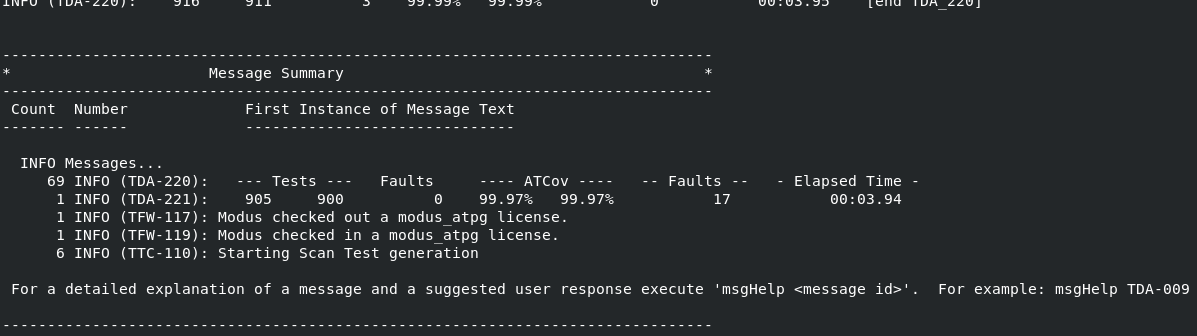 INFO (TDA-220):    916     911          3    99.99%   99.99%            0           00:03.95    [end TDA_220]
-------------------------------------------------------------------------------
*                      Message Summary                                        *
-------------------------------------------------------------------------------
 Count  Number             First Instance of Message Text
------- ------             ------------------------------
  INFO Messages...
     69 INFO (TDA-220):   --- Tests ---   Faults     ---- ATCov ----   -- Faults --   - Elapsed Time -
      1 INFO (TDA-221):    905     900          0    99.97%   99.97%           17           00:03.94
      1 INFO (TFW-117): Modus checked out a modus_atpg license.
      1 INFO (TFW-119): Modus checked in a modus_atpg license.
      6 INFO (TTC-110): Starting Scan Test generation
 For a detailed explanation of a message and a suggested user response execute 'msgHelp <message id>'.  For example: msgHelp TDA-009
-------------------------------------------------------------------------------